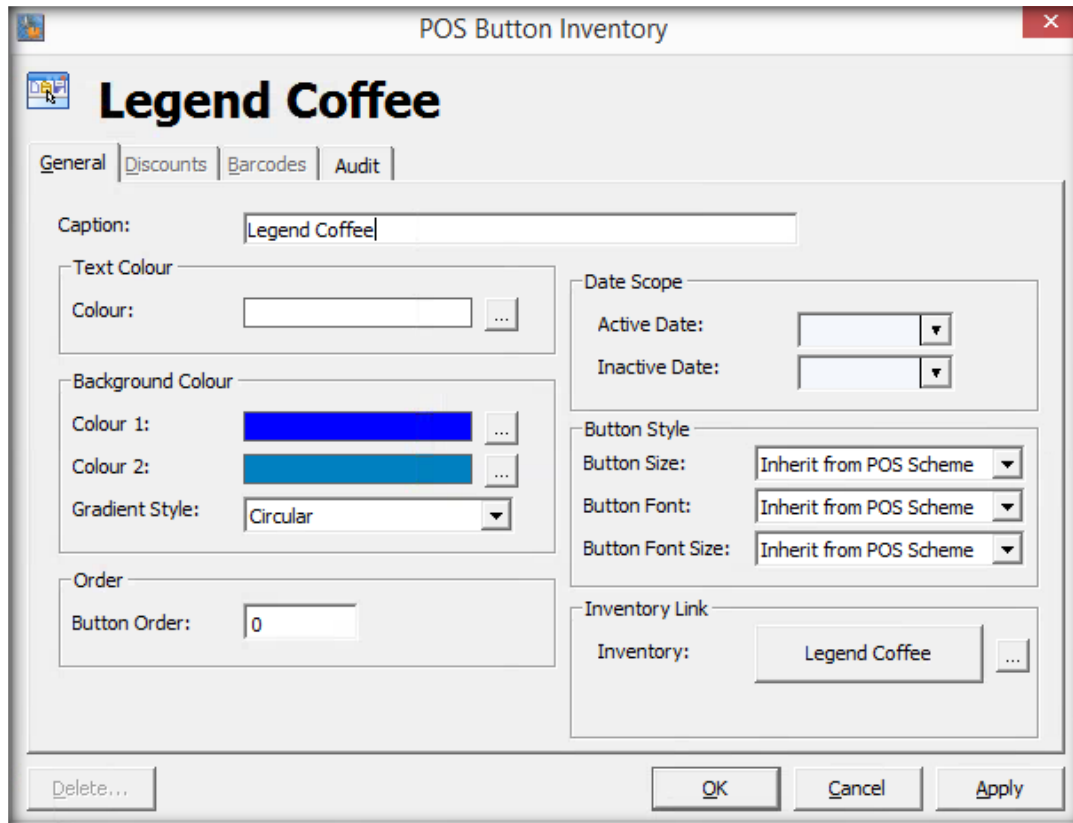 POS Button Inventory
Legend Coffee
General Discounts Barcodes Audit
Caption: Legend Coffee
Text Colour
Colour: ...
Background Colour
Colour 1: ...
Colour 2: ...
Gradient Style: Circular
Order
Button Order: 0
Date Scope
Active Date:
Inactive Date:
Button Style
Button Size: Inherit from POS Scheme
Button Font: Inherit from POS Scheme
Button Font Size: Inherit from POS Scheme
Inventory Link
Inventory: Legend Coffee ...
Delete... OK Cancel Apply